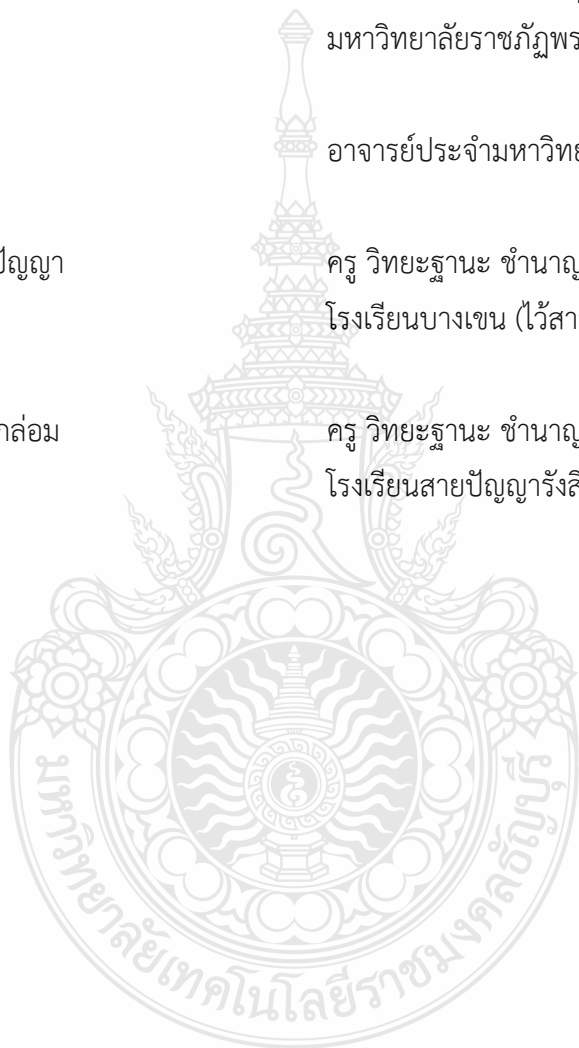 มหาวิทยาลัยราชภัฏพร
อาจารย์ประจำมหาวิท
ปัญญา
ครู วิทยะฐานะ ชำนาญ
โรงเรียนบางเขน (ไว้สา
กล่อม
ครู วิทยะฐานะ ชำนาญ
โรงเรียนสายปัญญารังสิ
มหาวิทยาลัยเทคโนโลยีราชมงคลธัญบุรี